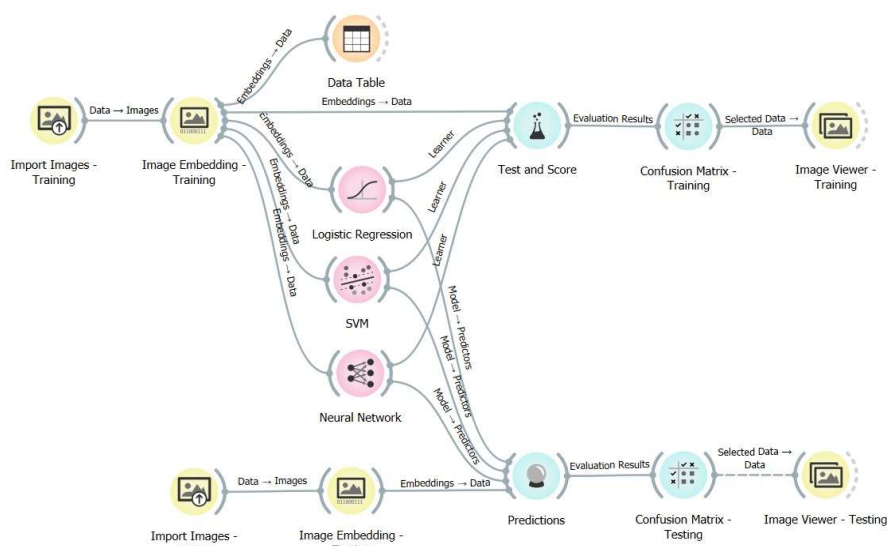 Embeddings → Data
Data Table
Data → Images
Embeddings → Data
Evaluation Results
Selected Data →
Data
Import Images -
Training
Image Embedding -
Training
Embeddings → Data
Learner
Test and Score
Confusion Matrix -
Training
Image Viewer -
Training
Embeddings → Data
Logistic Regression
Learner
Embeddings → Data
Learner
SVM
Model → Predictors
Model → Predictors
Neural Network
Model → Predictors
Data → Images
Embeddings → Data
Evaluation Results
Selected Data →
Data
Import Images -
Image Embedding -
Predictions
Confusion Matrix -
Testing
Image Viewer - Testing
011000111
011000111